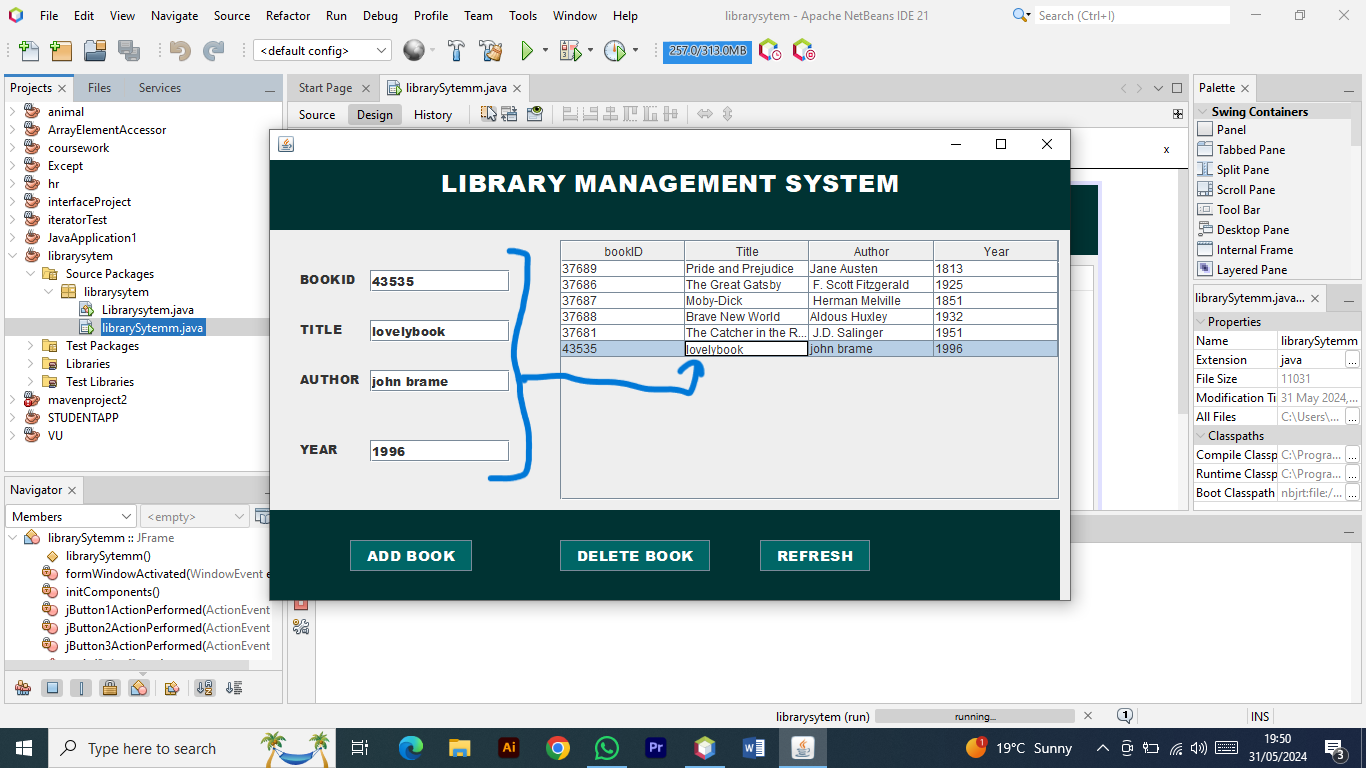 File Edit View Navigate Source Refactor Run Debug Profile Team Tools Window Help
librarysytem - Apache NetBeans IDE 21
Search (Ctrl+I)
<default config>
257.0/313.0MB
Projects
Files
Services
Start Page
librarySytemm.java
Palette
Source
Design
History
animal
ArrayElementAccessor
coursework
Except
hr
interfaceProject
iteratorTest
JavaApplication1
librarysytem
Source Packages
librarysytem
Librarysytem.java
librarySytemm.java
Test Packages
Libraries
Test Libraries
mavenproject2
STUDENTAPP
VU
LIBRARY MANAGEMENT SYSTEM
BOOKID
43535
TITLE
lovelybook
AUTHOR
john brame
YEAR
1996
bookID Title Author Year
37689 Pride and Prejudice Jane Austen 1813
37686 The Great Gatsby F. Scott Fitzgerald 1925
37687 Moby-Dick Herman Melville 1851
37688 Brave New World Aldous Huxley 1932
37681 The Catcher in the R... J.D. Salinger 1951
43535 lovelybook john brame 1996
ADD BOOK
DELETE BOOK
REFRESH
x
Swing Containers
Panel
Tabbed Pane
Split Pane
Scroll Pane
Tool Bar
Desktop Pane
Internal Frame
Layered Pane
librarySytemm.java...
Properties
Name librarySytemm
Extension java ...
File Size 11031
Modification Ti 31 May 2024,...
All Files C:\Users\... ...
Classpaths
Compile Classp C:\Progra... ...
Runtime Classp C:\Progra... ...
Boot Classpath nbjrt:file:/... ...
Navigator
Members
<empty>
librarySytemm :: JFrame
librarySytemm()
formWindowActivated(WindowEvent e
initComponents()
jButton1ActionPerformed(ActionEvent
jButton2ActionPerformed(ActionEvent
jButton3ActionPerformed(ActionEvent
librarysytem (run)
running...
1
INS
Type here to search
19°C Sunny
19:50
31/05/2024
3